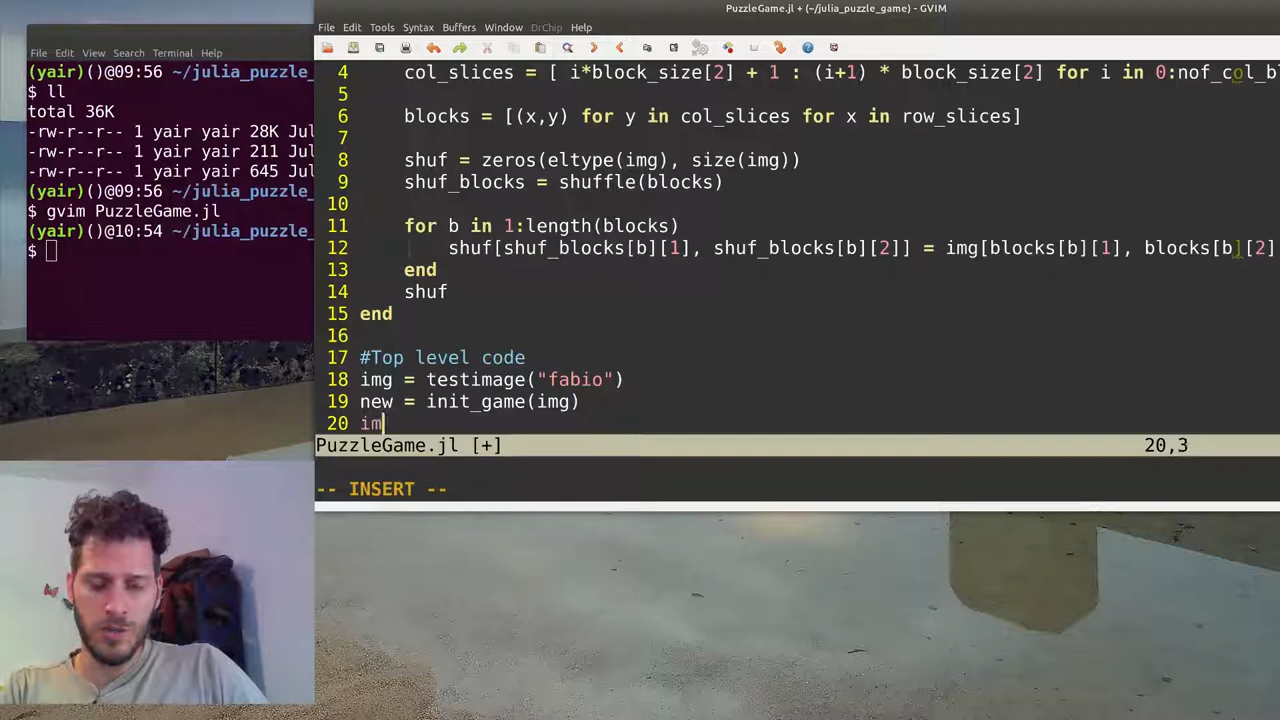 PuzzleGame.jl + (~/julia_puzzle_game) - GVIM
File Edit Tools Syntax Buffers Window DrChip Help
File Edit View Search Terminal Help
(yair)()@09:56 ~/julia_puzzle_
$ ll
total 36K
-rw-r--r-- 1 yair yair 28K Jul
-rw-r--r-- 1 yair yair 211 Jul
-rw-r--r-- 1 yair yair 645 Jul
(yair)()@09:56 ~/julia_puzzle_
$ gvim PuzzleGame.jl
(yair)()@10:54 ~/julia_puzzle_
$
4 col_slices = [ i*block_size[2] + 1 : (i+1) * block_size[2] for i in 0:nof_col_bl
5
6 blocks = [(x,y) for y in col_slices for x in row_slices]
7
8 shuf = zeros(eltype(img), size(img))
9 shuf_blocks = shuffle(blocks)
10
11 for b in 1:length(blocks)
12 shuf[shuf_blocks[b][1], shuf_blocks[b][2]] = img[blocks[b][1], blocks[b][2]
13 end
14 shuf
15 end
16
17 #Top level code
18 img = testimage("fabio")
19 new = init_game(img)
20 im
PuzzleGame.jl [+] 20,3
-- INSERT --